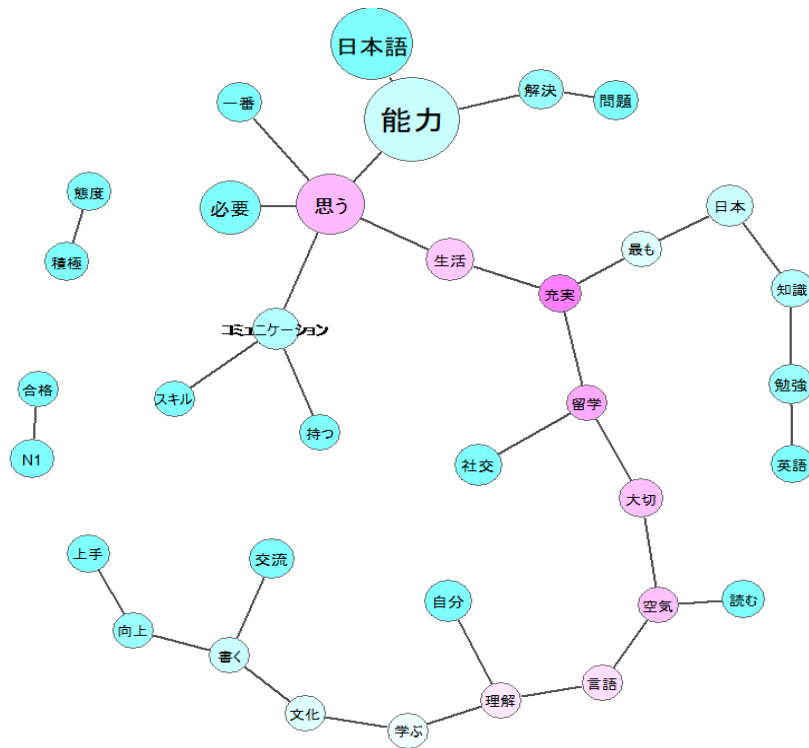 日本語
一番
能力
解決
問題
態度
必要
思う
日本
積極
生活
最も
充実
知識
コミュニケーション
合格
スキル
持つ
留学
勉強
N1
社交
英語
大切
上手
交流
自分
空気
読む
向上
書く
言語
理解
文化
学ぶ